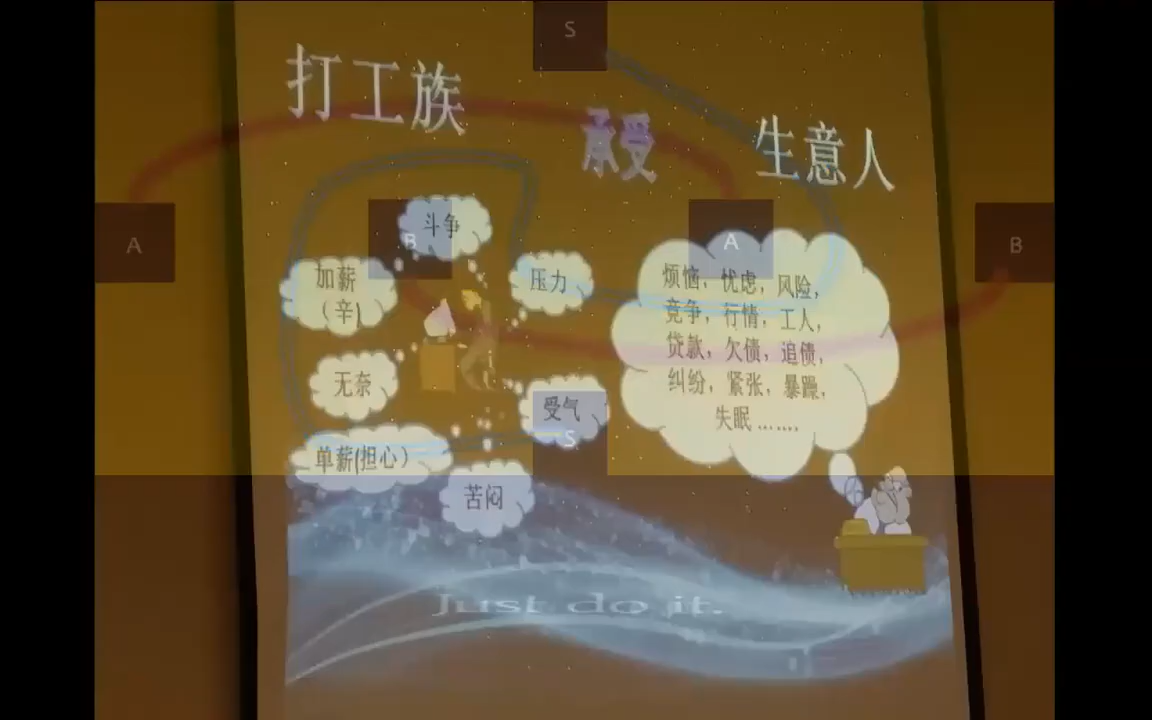 S
打工族
承受
生意人
A
B
A
B
斗争
加薪
（辛）
压力
无奈
受气
S
单薪(担心）
苦闷
烦恼，忧虑，风险，
竞争，行情，工人，
贷款，欠债，追债，
纠纷，紧张，暴躁，
失眠…….
Just do it.